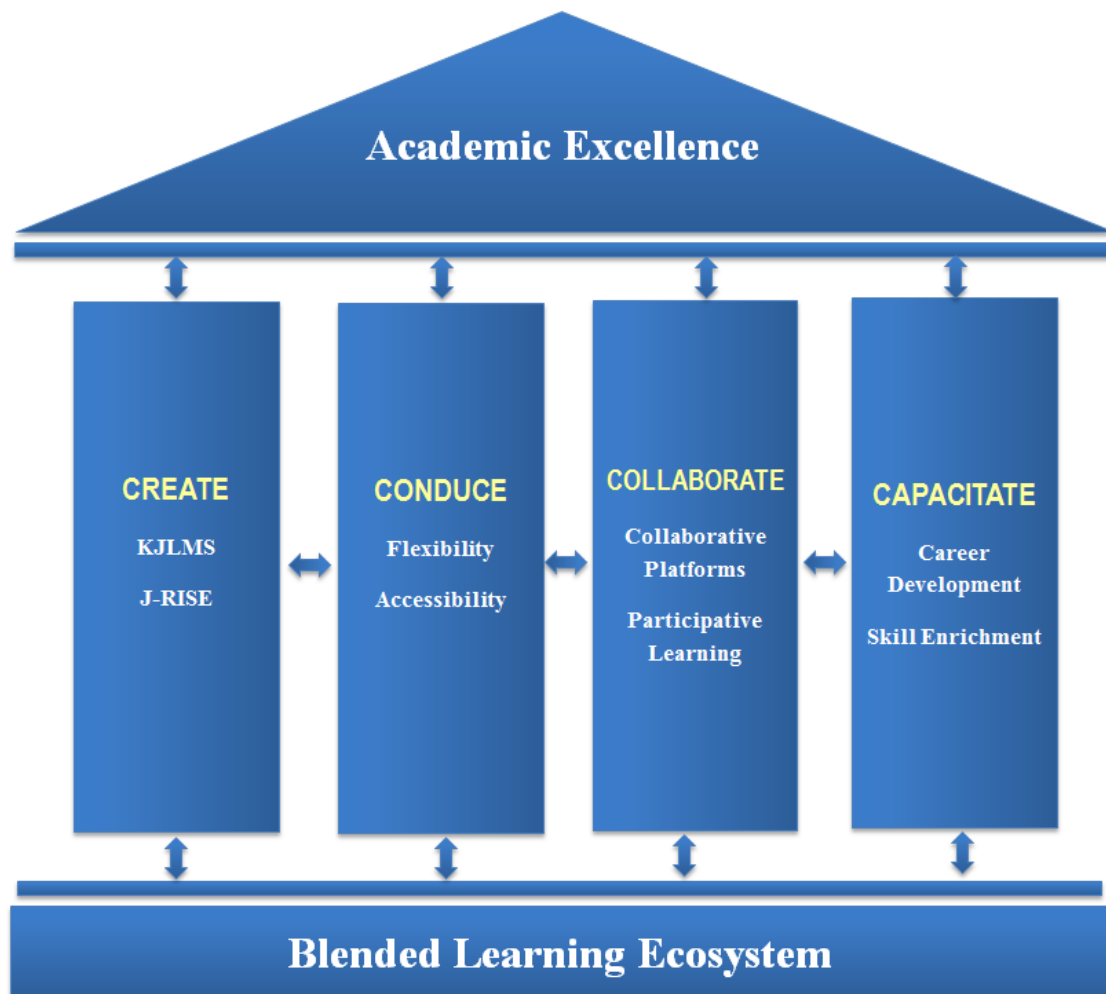 Academic Excellence
CREATE
KJLMS
J-RISE
CONDUCE
Flexibility
Accessibility
COLLABORATE
Collaborative
Platforms
Participative
Learning
CAPACITATE
Career
Development
Skill Enrichment
Blended Learning Ecosystem